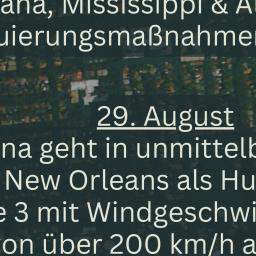 ana, Mississippi & A
uierungsmaßnahmen
29. August
na geht in unmittelb
New Orleans als Hu
e 3 mit Windgeschwi
on über 200 km/h a